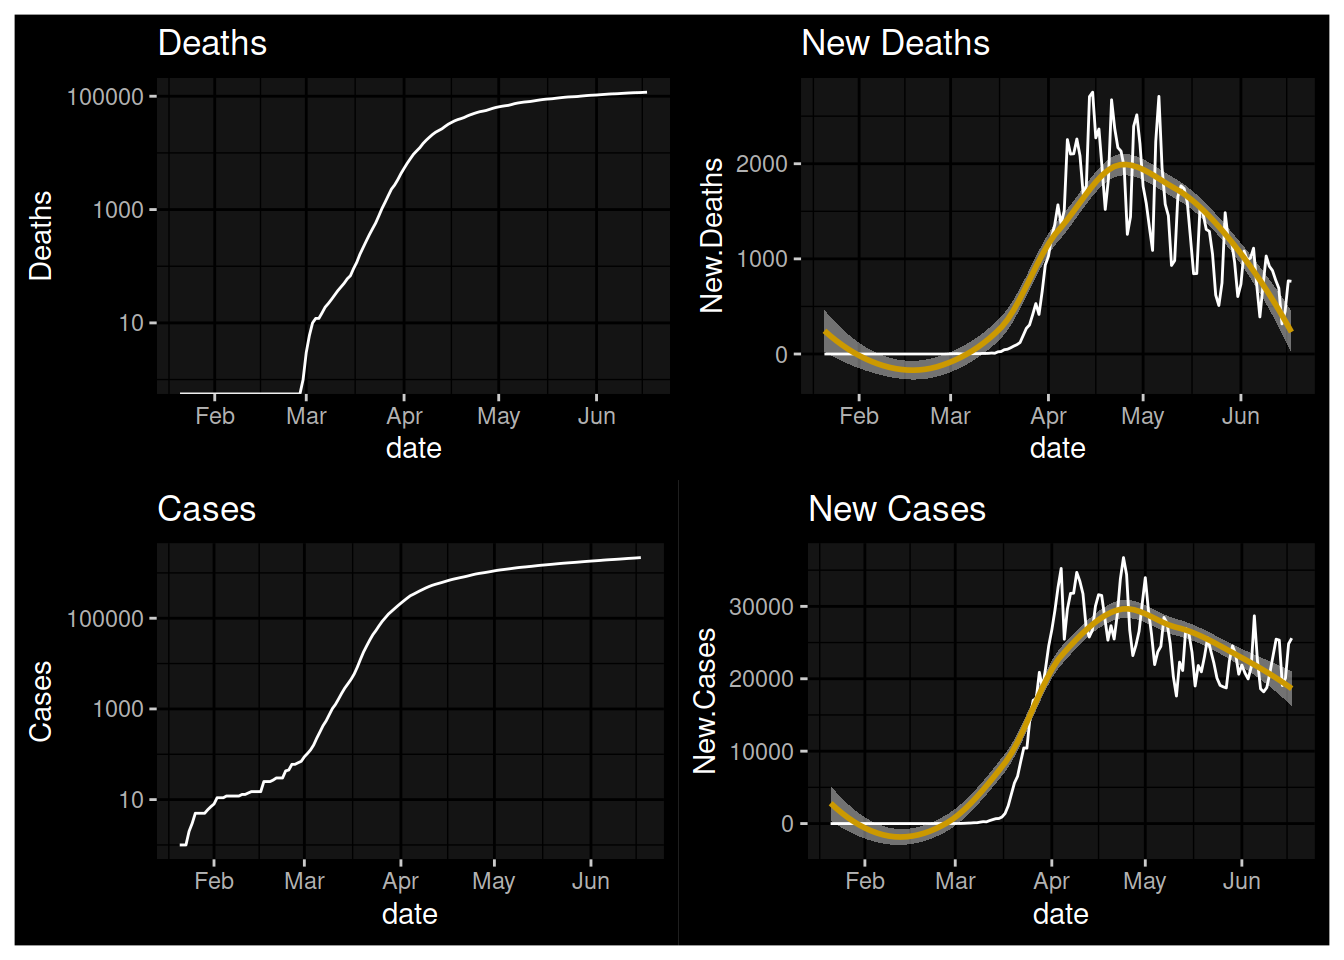 Deaths
100000
1000
10
Deaths
Feb Mar Apr May Jun
date
New Deaths
2000
1000
0
New.Deaths
Feb Mar Apr May Jun
date
Cases
100000
1000
10
Cases
Feb Mar Apr May Jun
date
New Cases
30000
20000
10000
0
New.Cases
Feb Mar Apr May Jun
date